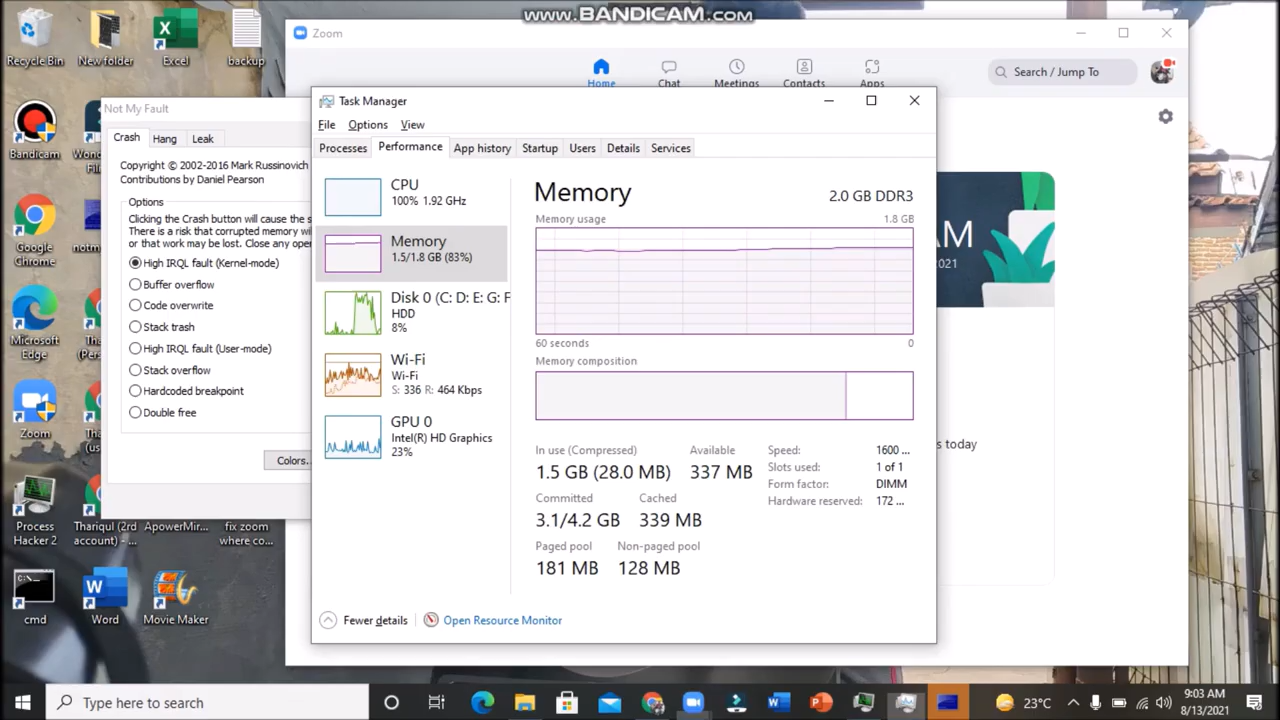 www.BANDICAM.com
Recycle Bin
New folder
Excel
backup
Bandicam
Google
Chrome
Microsoft
Edge
Zoom
Process
Hacker 2
Thariqul (2rd
account) - ...
ApowerMir...
fix zoom
where co...
cmd
Word
Movie Maker
Zoom
Home
Chat
Meetings
Contacts
Apps
Search / Jump To
2021
s today
Not My Fault
Crash
Hang
Leak
Copyright © 2002-2016 Mark Russinovich
Contributions by Daniel Pearson
Options
Clicking the Crash button will cause the s
There is a risk that corrupted memory wi
or that work may be lost. Close any ope
High IRQL fault (Kernel-mode)
Buffer overflow
Code overwrite
Stack trash
High IRQL fault (User-mode)
Stack overflow
Hardcoded breakpoint
Double free
Colors..
Task Manager
File Options View
Processes Performance App history Startup Users Details Services
CPU
100% 1.92 GHz
Memory
1.5/1.8 GB (83%)
Disk 0 (C: D: E: G: F
HDD
8%
Wi-Fi
Wi-Fi
S: 336 R: 464 Kbps
GPU 0
Intel(R) HD Graphics
23%
Memory
2.0 GB DDR3
Memory usage
1.8 GB
60 seconds
0
Memory composition
In use (Compressed)
Available
1.5 GB (28.0 MB)
337 MB
Committed
Cached
3.1/4.2 GB
339 MB
Paged pool
Non-paged pool
181 MB
128 MB
Speed: 1600 ...
Slots used: 1 of 1
Form factor: DIMM
Hardware reserved: 172 ...
Fewer details
Open Resource Monitor
Type here to search
23°C
9:03 AM
8/13/2021